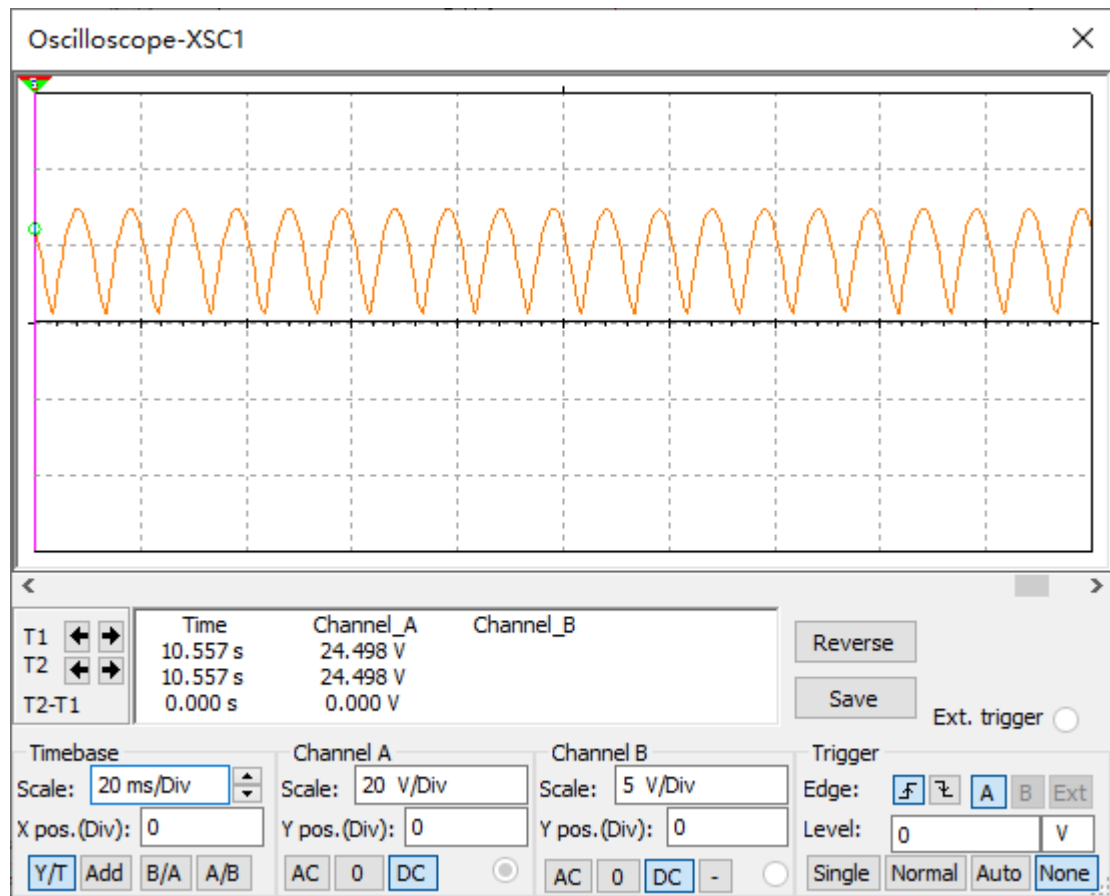 Oscilloscope-XSC1
Time Channel_A Channel_B
T1 10.557 s 24.498 V
T2 10.557 s 24.498 V
T2-T1 0.000 s 0.000 V
Reverse
Save
Ext. trigger
Timebase Channel A Channel B Trigger
Scale: 20 ms/Div Scale: 20 V/Div Scale: 5 V/Div Edge: A B Ext
X pos.(Div): 0 Y pos.(Div): 0 Y pos.(Div): 0 Level: 0 V
Y/T Add B/A A/B AC 0 DC AC 0 DC - Single Normal Auto None